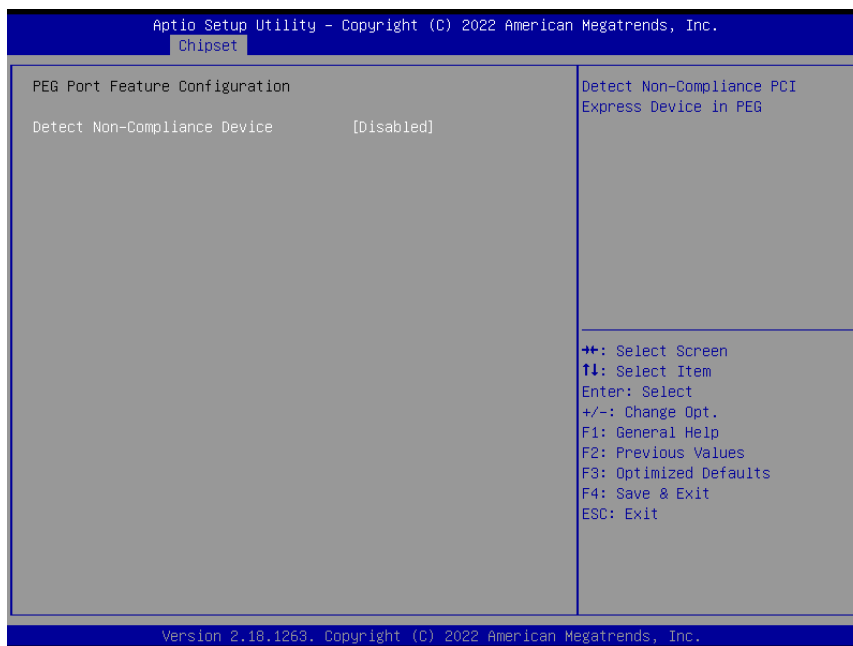 Aptio Setup Utility – Copyright (C) 2022 American Megatrends, Inc.
Chipset
PEG Port Feature Configuration
Detect Non-Compliance Device [Disabled]
Detect Non-Compliance PCI
Express Device in PEG
→←: Select Screen
↑↓: Select Item
Enter: Select
+/-: Change Opt.
F1: General Help
F2: Previous Values
F3: Optimized Defaults
F4: Save & Exit
ESC: Exit
Version 2.18.1263. Copyright (C) 2022 American Megatrends, Inc.